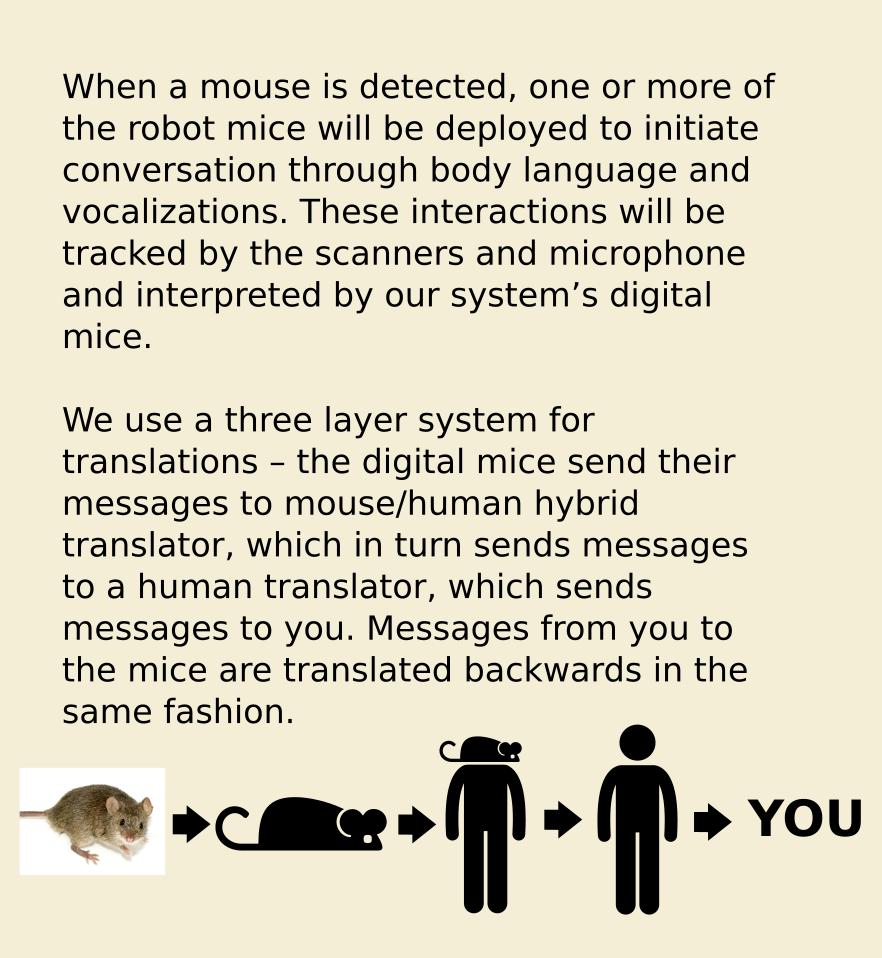 When a mouse is detected, one or more of
the robot mice will be deployed to initiate
conversation through body language and
vocalizations. These interactions will be
tracked by the scanners and microphone
and interpreted by our system’s digital
mice.
We use a three layer system for
translations – the digital mice send their
messages to mouse/human hybrid
translator, which in turn sends messages
to a human translator, which sends
messages to you. Messages from you to
the mice are translated backwards in the
same fashion.
YOU